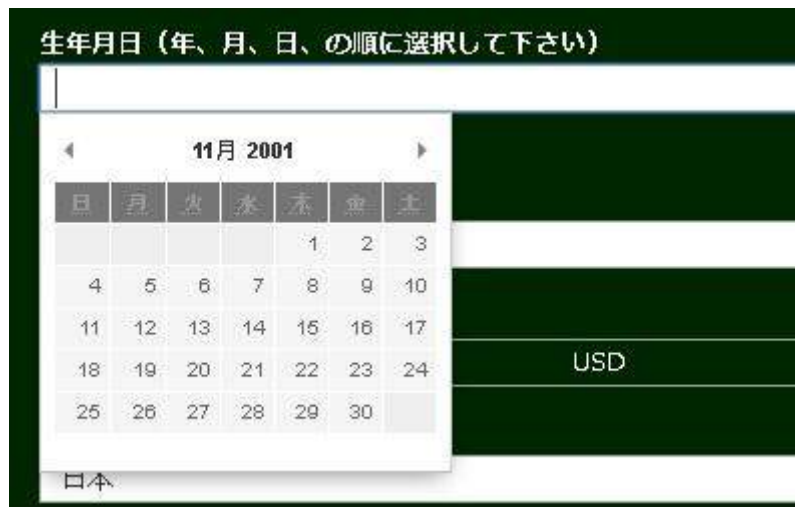 生年月日（年、月、日、の順に選択して下さい）
11月 2001
日 月 火 水 木 金 土
1 2 3
4 5 6 7 8 9 10
11 12 13 14 15 16 17
18 19 20 21 22 23 24
USD
25 26 27 28 29 30
日本